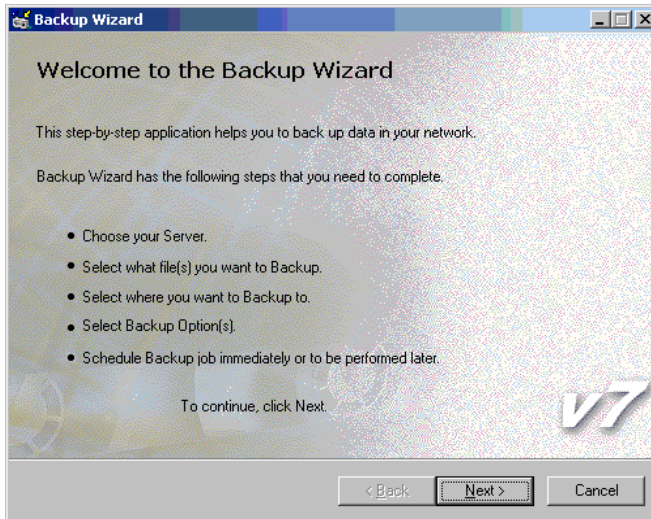 Backup Wizard
Welcome to the Backup Wizard
This step-by-step application helps you to back up data in your network.
Backup Wizard has the following steps that you need to complete.
• Choose your Server.
• Select what file(s) you want to Backup.
• Select where you want to Backup to.
• Select Backup Option(s).
• Schedule Backup job immediately or to be performed later.
To continue, click Next.
v7
< Back
Next >
Cancel